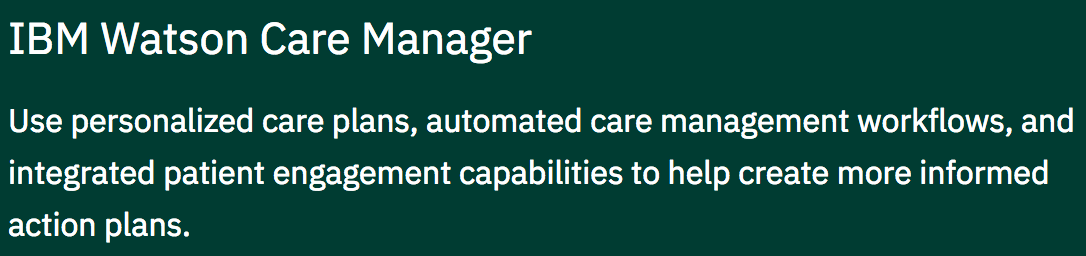 IBM Watson Care Manager
Use personalized care plans, automated care management workflows, and
integrated patient engagement capabilities to help create more informed
action plans.